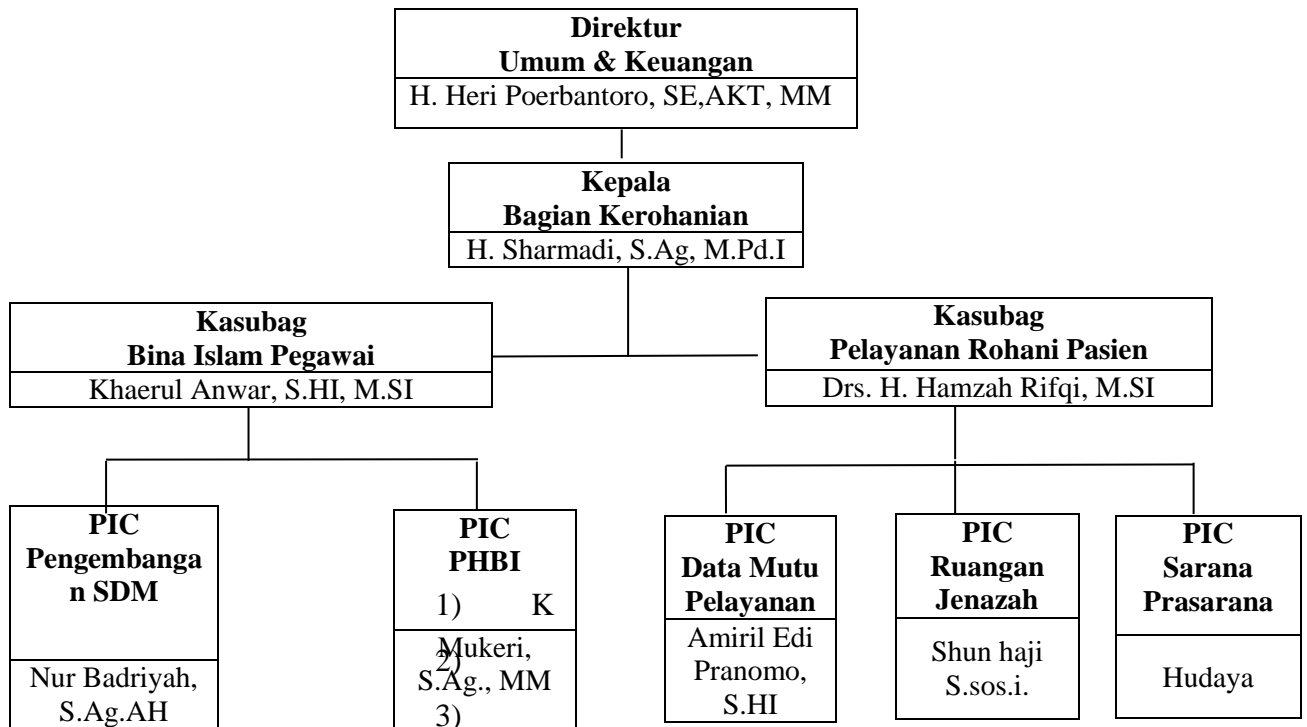 Direktur
Umum & Keuangan
H. Heri Poerbantoro, SE,AKT, MM
Kepala
Bagian Kerohanian
H. Sharmadi, S.Ag, M.Pd.I
Kasubag
Bina Islam Pegawai
Khaerul Anwar, S.HI, M.SI
Kasubag
Pelayanan Rohani Pasien
Drs. H. Hamzah Rifqi, M.SI
PIC
Pengembanga
n SDM
Nur Badriyah,
S.Ag.AH
PIC
PHBI
1) K
Mukeri,
2)
S.Ag., MM
3)
PIC
Data Mutu
Pelayanan
Amiril Edi
Pranomo,
S.HI
PIC
Ruangan
Jenazah
Shun haji
S.sos.i.
PIC
Sarana
Prasarana
Hudaya